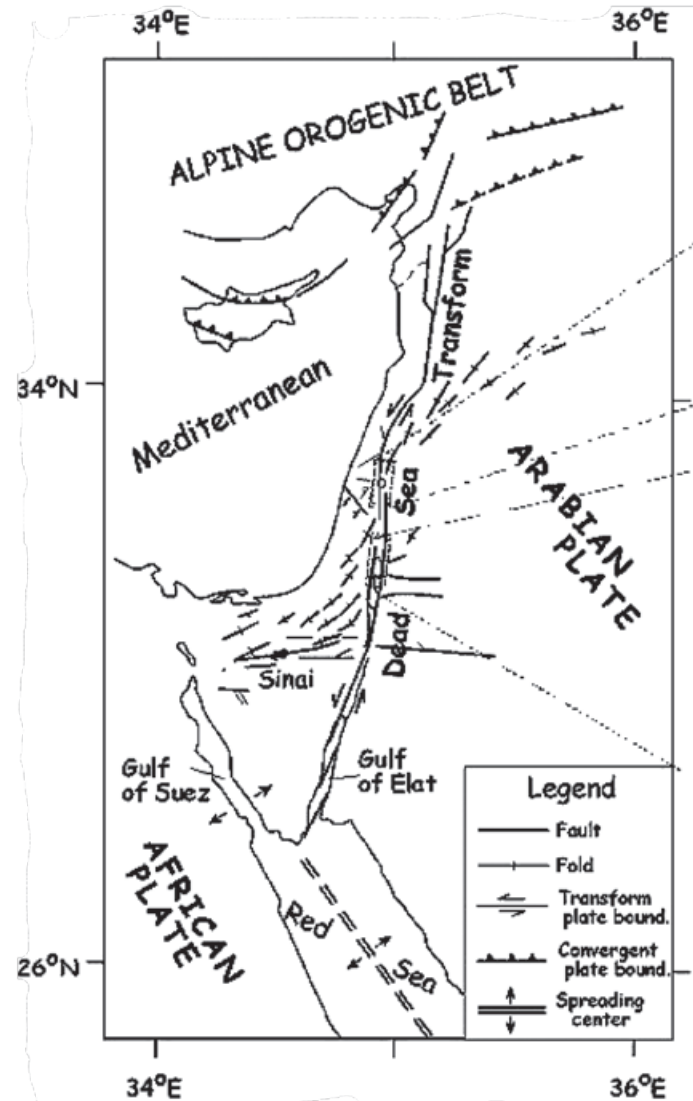 34°E
36°E
ALPINE OROGENIC BELT
Transform
34°N
Mediterranean
Sea
ARABIAN
PLATE
Dead
Sinai
Gulf
of Suez
Gulf
of Elat
AFRICAN
PLATE
Red
Sea
26°N
Legend
Fault
Fold
Transform
plate bound.
Convergent
plate bound.
Spreading
center
34°E
36°E